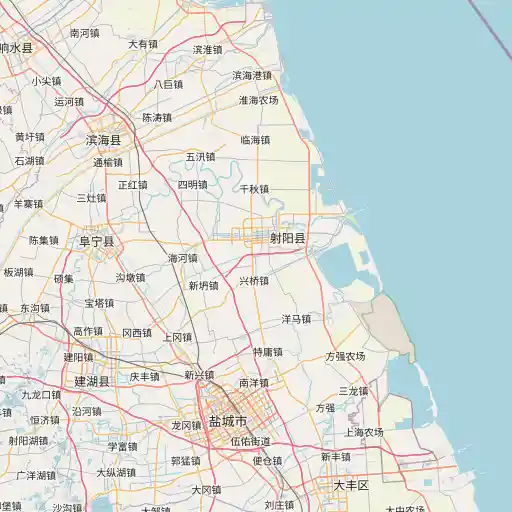 南河镇
响水县
大有镇
滨淮镇
小尖镇
八巨镇
滨海港镇
运河镇
淮海农场
陈涛镇
黄圩镇
滨海县
临海镇
石湖镇
通榆镇
五汛镇
正红镇
四明镇
千秋镇
羊寨镇
三灶镇
陈集镇
阜宁县
射阳县
海河镇
板湖镇
硕集
沟墩镇
新坍镇
兴桥镇
东沟镇
宝塔镇
高作镇
冈西镇
上冈镇
洋马镇
建阳镇
特庸镇
方强农场
建湖县
庆丰镇
新兴镇
南洋镇
九龙口镇
三龙镇
恒济镇
沿河镇
龙冈镇
盐城市
方强
上海农场
射阳湖镇
学富镇
伍佑街道
广洋湖镇
大纵湖镇
郭猛镇
便仓镇
新丰镇
大冈镇
大丰区
沙沟镇
大邹镇
刘庄镇
大中农场